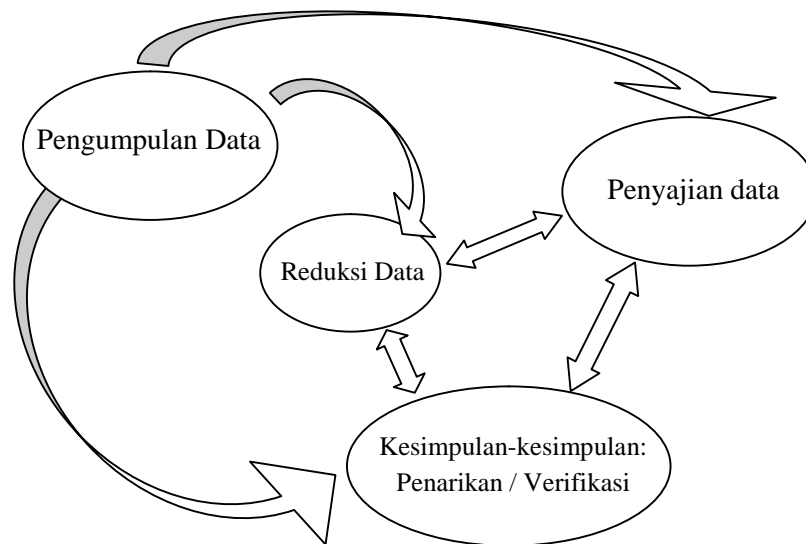 Pengumpulan Data
Penyajian data
Reduksi Data
Kesimpulan-kesimpulan:
Penarikan / Verifikasi